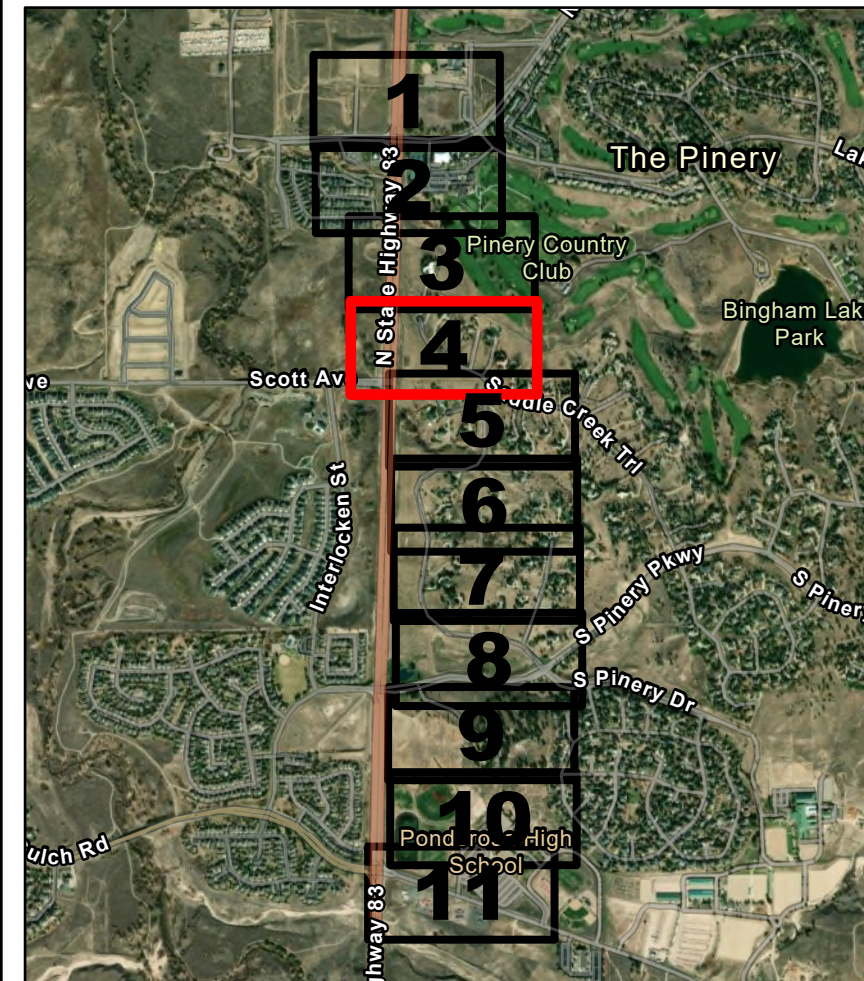 1
The Pinery
2
N State Highway 83
3
Pinery Country
Club
Bingham Lak
Park
4
Scott Av
Saddle Creek Trl
5
Interlocken St
6
S Pinery Pkwy
7
S Piner
8
S Pinery Dr
9
10
Ponderosa High
School
ulch Rd
11
ghway 83